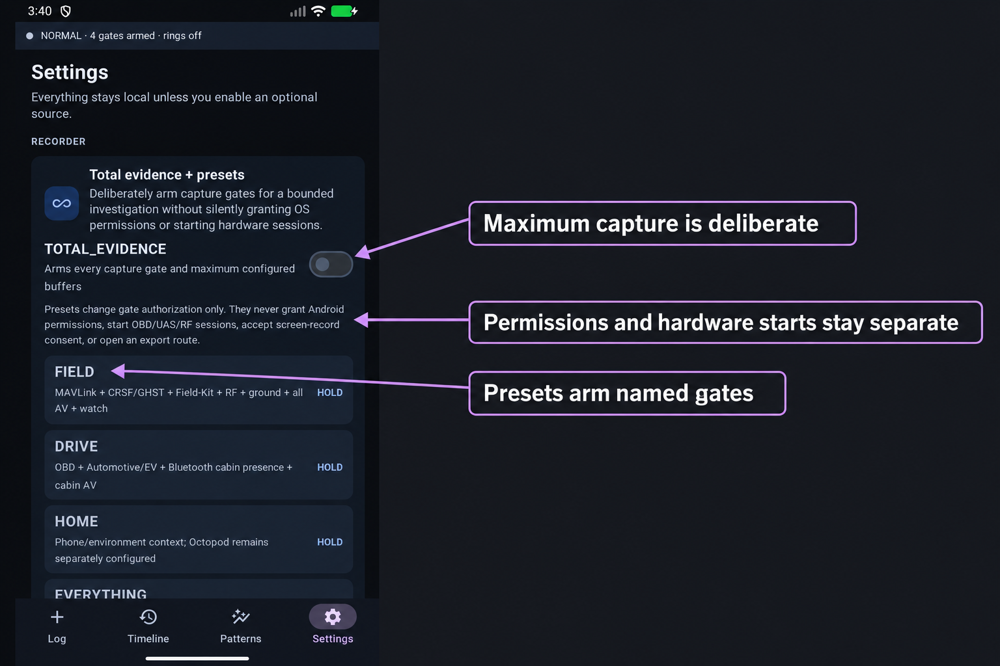 3:40
NORMAL · 4 gates armed · rings off
Settings
Everything stays local unless you enable an optional
source.
RECORDER
Total evidence + presets
Deliberately arm capture gates for a bounded
investigation without silently granting OS
permissions or starting hardware sessions.
TOTAL_EVIDENCE
Arms every capture gate and maximum configured
buffers
Presets change gate authorization only. They never grant Android
permissions, start OBD/UAS/RF sessions, accept screen-record
consent, or open an export route.
FIELD
MAVLink + CRSF/GHST + Field-Kit + RF + ground + all
AV + watch
HOLD
DRIVE
OBD + Automotive/EV + Bluetooth cabin presence +
cabin AV
HOLD
HOME
Phone/environment context; Octopod remains
separately configured
HOLD
EVERYTHING
Log
Timeline
Patterns
Settings
Maximum capture is deliberate
Permissions and hardware starts stay separate
Presets arm named gates